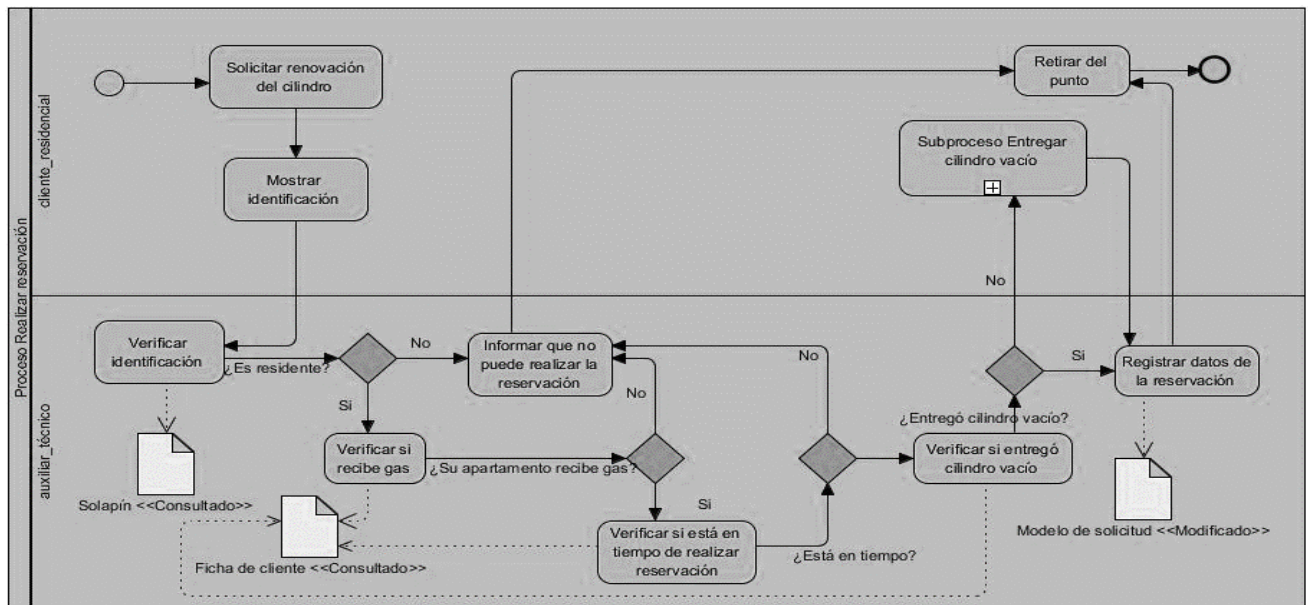 Proceso Realizar reservación
cliente_residencial
Solicitar renovación
del cilindro
Mostrar
identificación
Retirar del
punto
Subproceso Entregar
cilindro vacío
No
auxiliar_técnico
Verificar
identificación
¿Es residente?
No
Si
Informar que no
puede realizar la
reservación
No
No
Si
Registrar datos de
la reservación
¿Entregó cilindro vacío?
Verificar si
recibe gas
¿Su apartamento recibe gas?
Verificar si entregó
cilindro vacío
Solapín <<Consultado>>
Si
Verificar si está en
tiempo de realizar
reservación
¿Está en tiempo?
Modelo de solicitud <<Modificado>>
Ficha de cliente <<Consultado>>